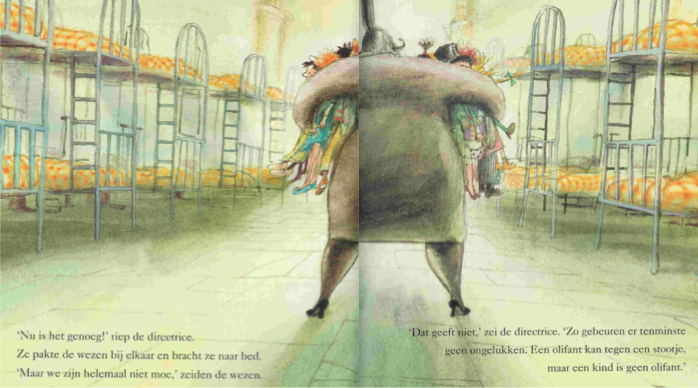 ‘Nu is het genoeg!’ riep de directrice.
Ze pakte de wezen bij elkaar en bracht ze naar bed.
‘Maar we zijn helemaal niet moe,’ zeiden de wezen.
‘Dat geeft niet,’ zei de directrice. ‘Zo gebeuren er tenminste
geen ongelukken. Een olifant kan tegen een stootje,
maar een kind is geen olifant.’